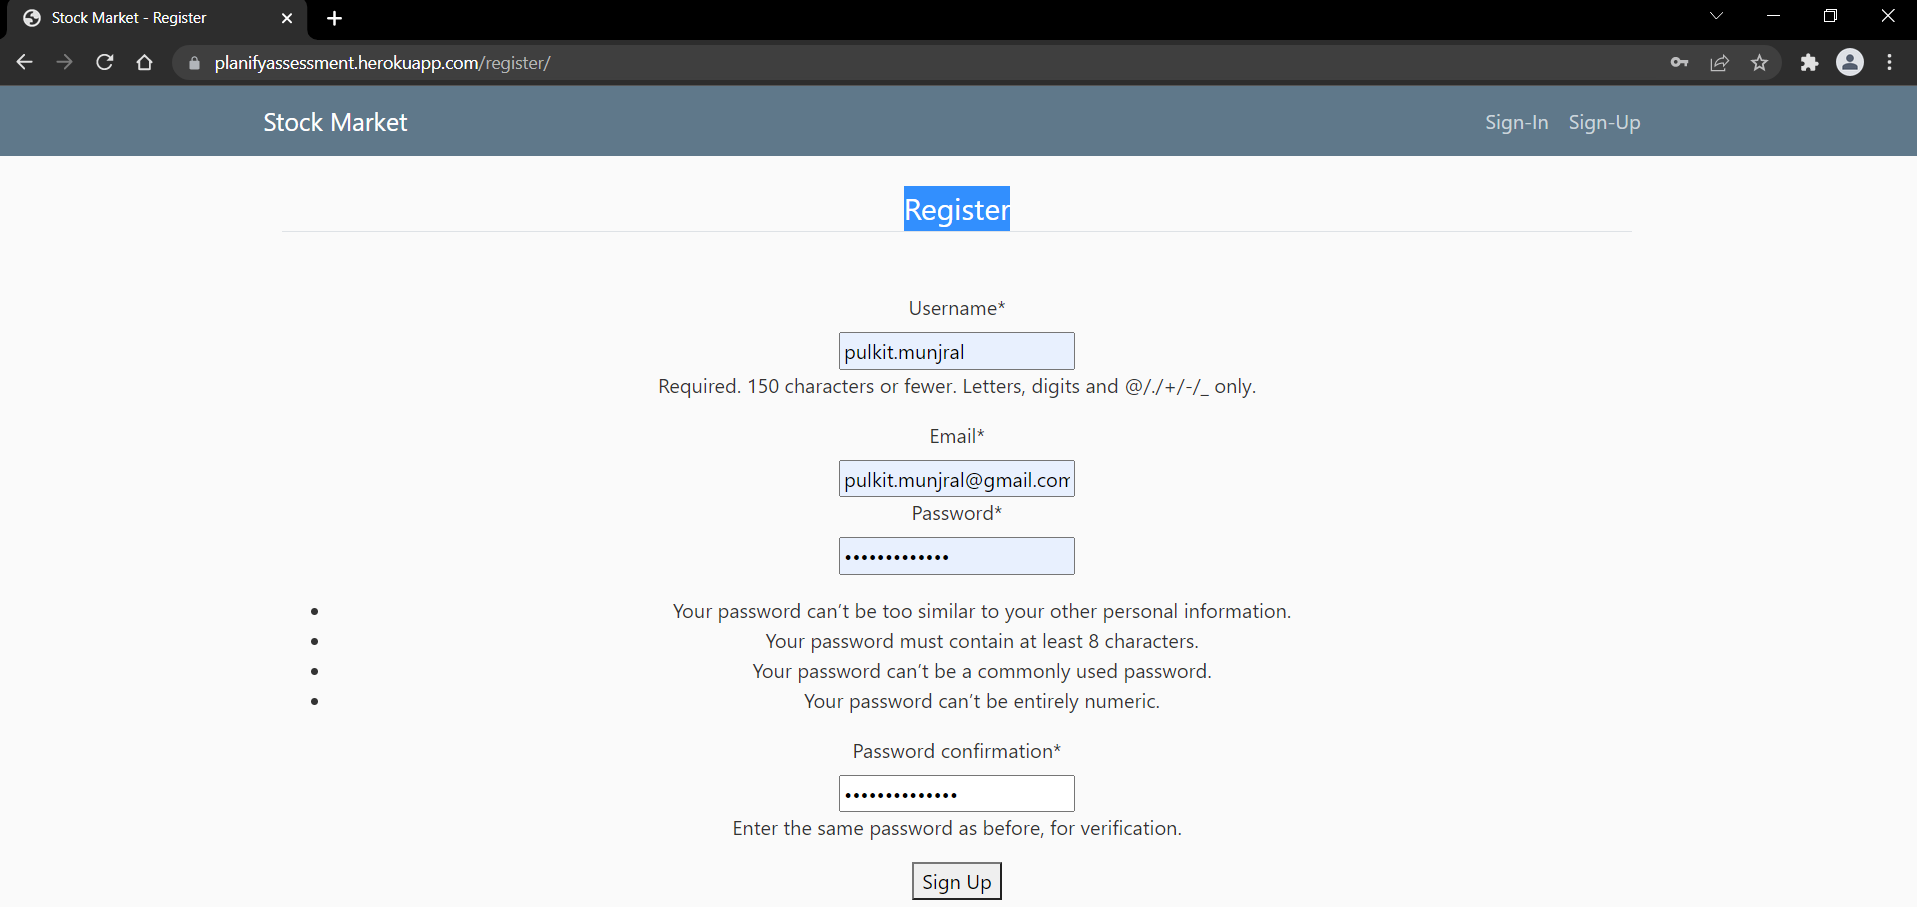 Stock Market - Register
planifyassessment.herokuapp.com/register/
Stock Market
Sign-In Sign-Up
Register
Username*
pulkit.munjral
Required. 150 characters or fewer. Letters, digits and @/./+/-/_ only.
Email*
pulkit.munjral@gmail.com
Password*
•••••••••••••
• Your password can’t be too similar to your other personal information.
• Your password must contain at least 8 characters.
• Your password can’t be a commonly used password.
• Your password can’t be entirely numeric.
Password confirmation*
••••••••••••••
Enter the same password as before, for verification.
Sign Up